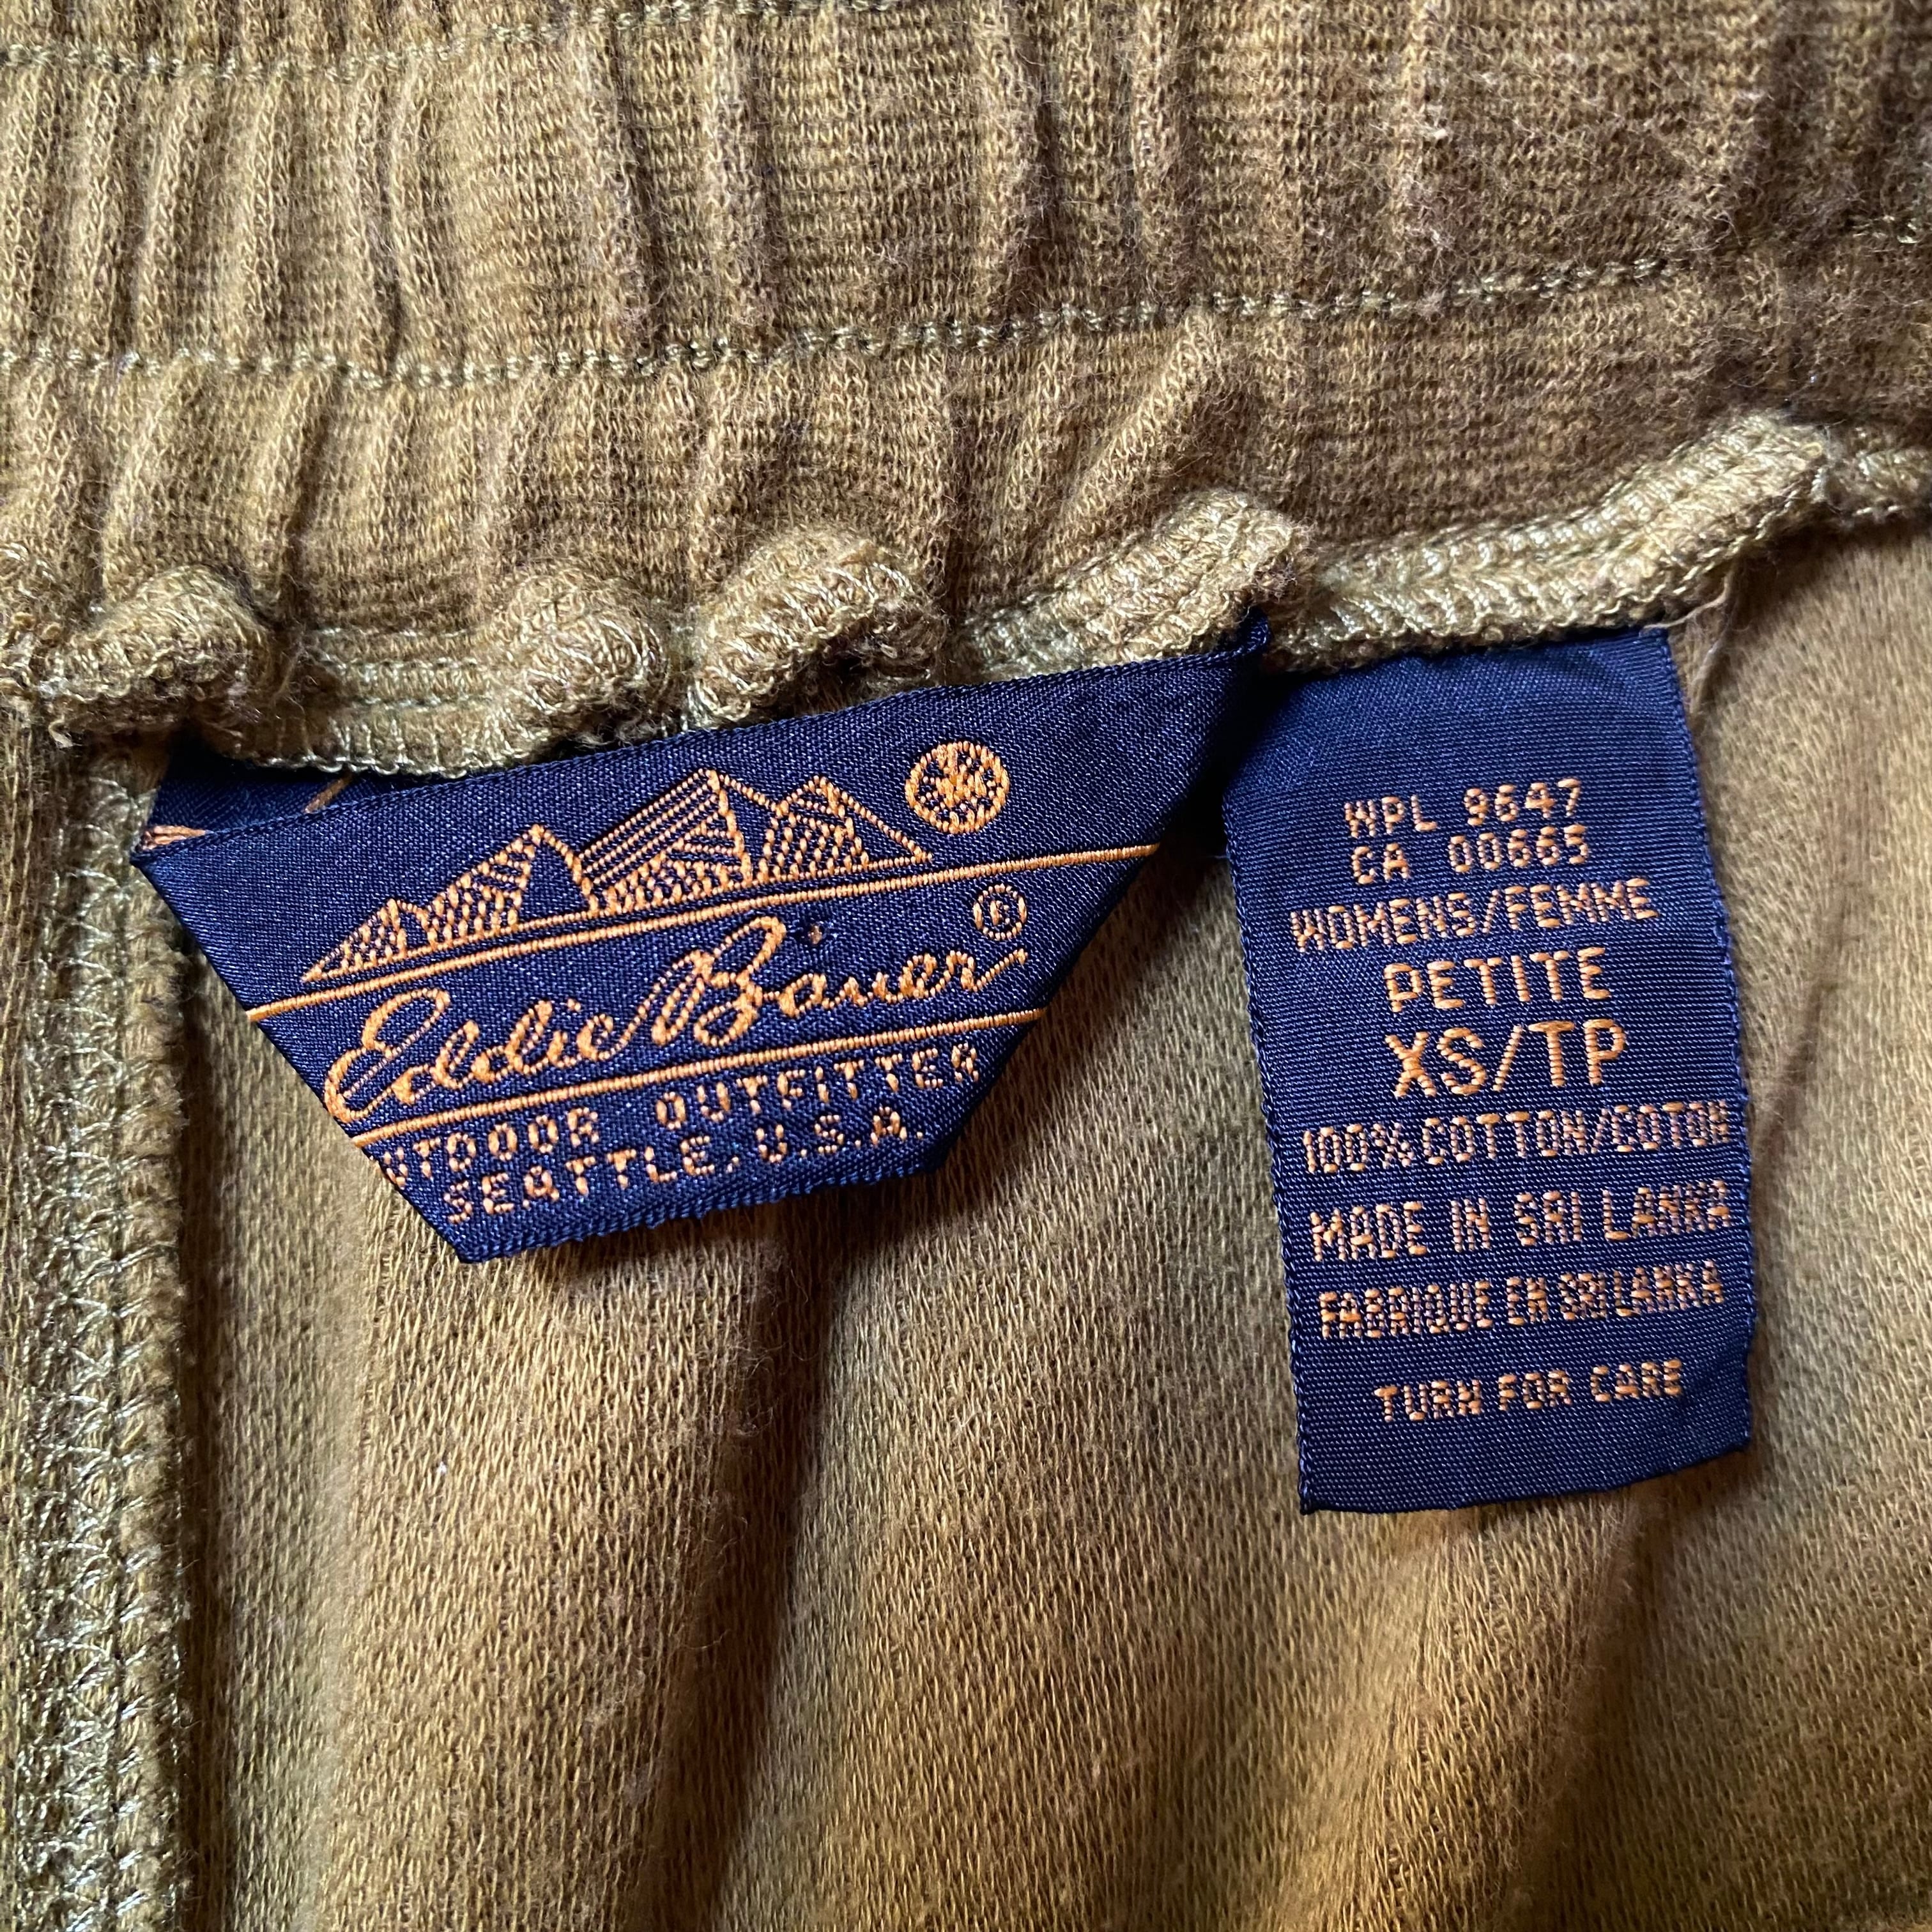 Eddie Bauer ®
UTDOOR OUTFITTER
SEATTLE, U.S.A.
WPL 9647
CA 00665
WOMENS/FEMME
PETITE
XS/TP
100% COTTON/COTON
MADE IN SRI LANKA
FABRIQUE EN SRI LANKA
TURN FOR CARE